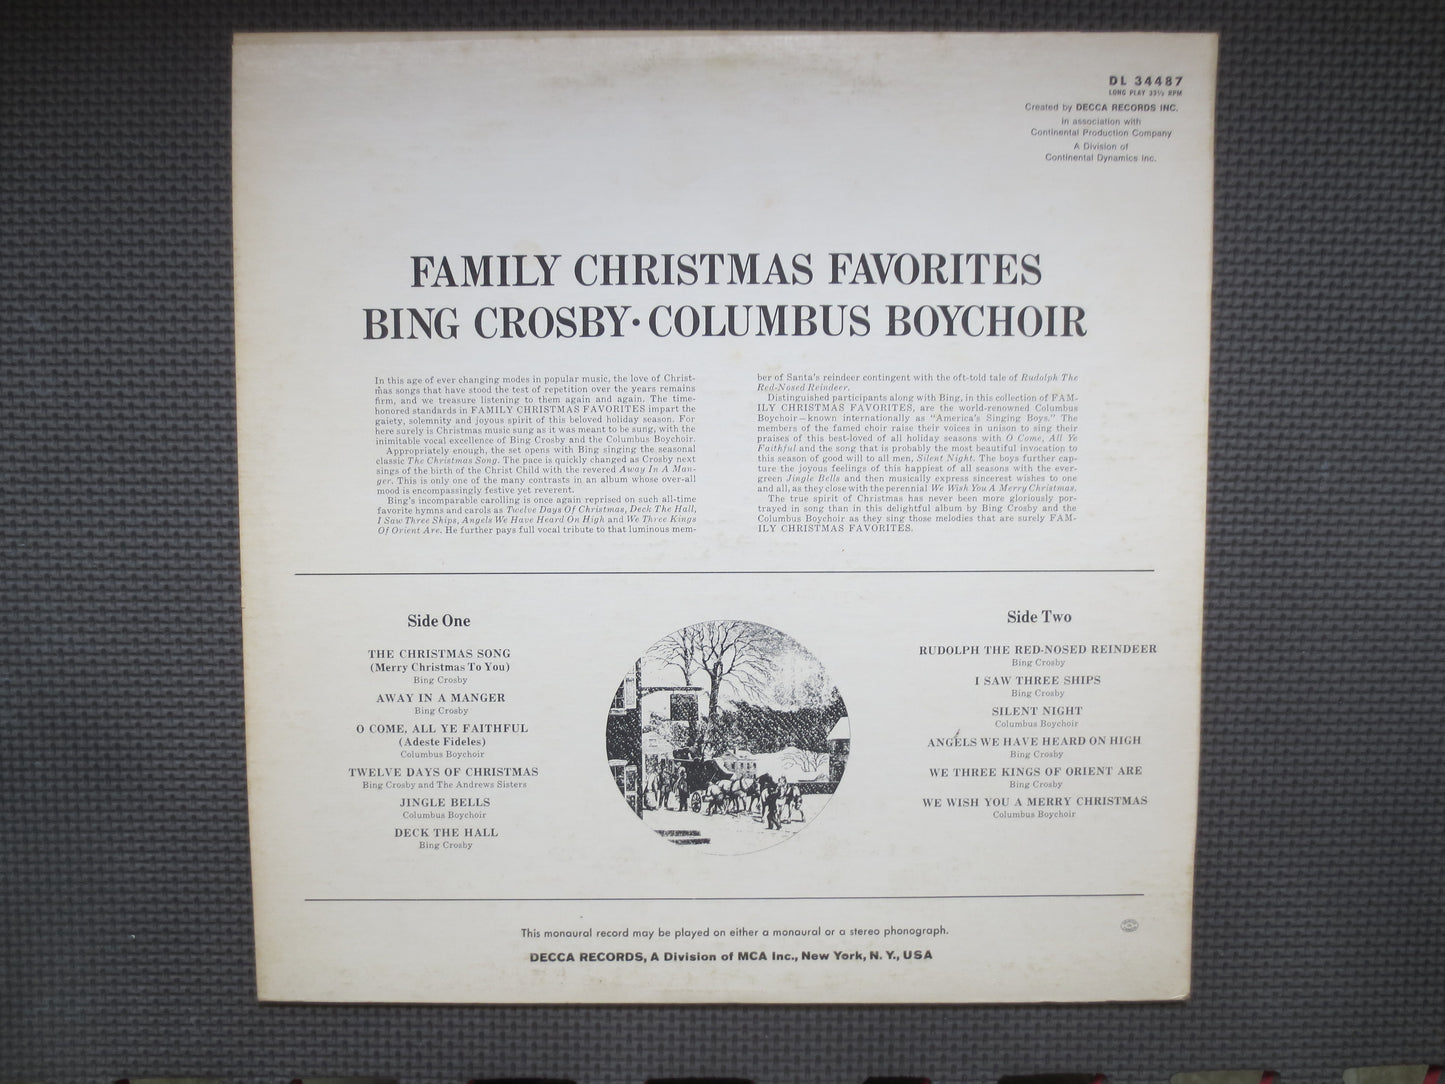 DL 34487
LONG PLAY 33⅓ RPM
Created by DECCA RECORDS INC.
in association with
Continental Production Company
A Division of
Continental Dynamics Inc.
FAMILY CHRISTMAS FAVORITES
BING CROSBY • COLUMBUS BOYCHOIR
In this age of ever changing modes in popular music, the love of Christ-
mas songs that have stood the test of repetition over the years remains
firm, and we treasure listening to them again and again. The time-
honored standards in FAMILY CHRISTMAS FAVORITES impart the
gaiety, solemnity and joyous spirit of this beloved holiday season. For
here surely is Christmas music sung as it was meant to be sung, with the
inimitable vocal excellence of Bing Crosby and the Columbus Boychoir.
Appropriately enough, the set opens with Bing singing the seasonal
classic The Christmas Song. The pace is quickly changed as Crosby next
sings of the birth of the Christ Child with the revered Away In A Man-
ger. This is only one of the many contrasts in an album whose over-all
mood is encompassingly festive yet reverent.
Bing's incomparable carolling is once again reprised on such all-time
favorite hymns and carols as Twelve Days Of Christmas, Deck The Hall,
I Saw Three Ships, Angels We Have Heard On High and We Three Kings
Of Orient Are. He further pays full vocal tribute to that luminous mem-
ber of Santa's reindeer contingent with the oft-told tale of Rudolph The
Red-Nosed Reindeer.
Distinguished participants along with Bing, in this collection of FAM-
ILY CHRISTMAS FAVORITES, are the world-renowned Columbus
Boychoir—known internationally as "America's Singing Boys." The
members of the famed choir raise their voices in unison to sing their
praises of this best-loved of all holiday seasons with O Come, All Ye
Faithful and the song that is probably the most beautiful invocation to
this season of good will to all men, Silent Night. The boys further cap-
ture the joyous feelings of this happiest of all seasons with the ever-
green Jingle Bells and then musically express sincerest wishes to one
and all, as they close with the perennial We Wish You A Merry Christmas.
The true spirit of Christmas has never been more gloriously por-
trayed in song than in this delightful album by Bing Crosby and the
Columbus Boychoir as they sing those melodies that are surely FAM-
ILY CHRISTMAS FAVORITES.
Side One
THE CHRISTMAS SONG
(Merry Christmas To You)
Bing Crosby
AWAY IN A MANGER
Bing Crosby
O COME, ALL YE FAITHFUL
(Adeste Fideles)
Columbus Boychoir
TWELVE DAYS OF CHRISTMAS
Bing Crosby and The Andrews Sisters
JINGLE BELLS
Columbus Boychoir
DECK THE HALL
Bing Crosby
Side Two
RUDOLPH THE RED-NOSED REINDEER
Bing Crosby
I SAW THREE SHIPS
Bing Crosby
SILENT NIGHT
Columbus Boychoir
ANGELS WE HAVE HEARD ON HIGH
Bing Crosby
WE THREE KINGS OF ORIENT ARE
Bing Crosby
WE WISH YOU A MERRY CHRISTMAS
Columbus Boychoir
This monaural record may be played on either a monaural or a stereo phonograph.
DECCA RECORDS, A Division of MCA Inc., New York, N. Y., USA